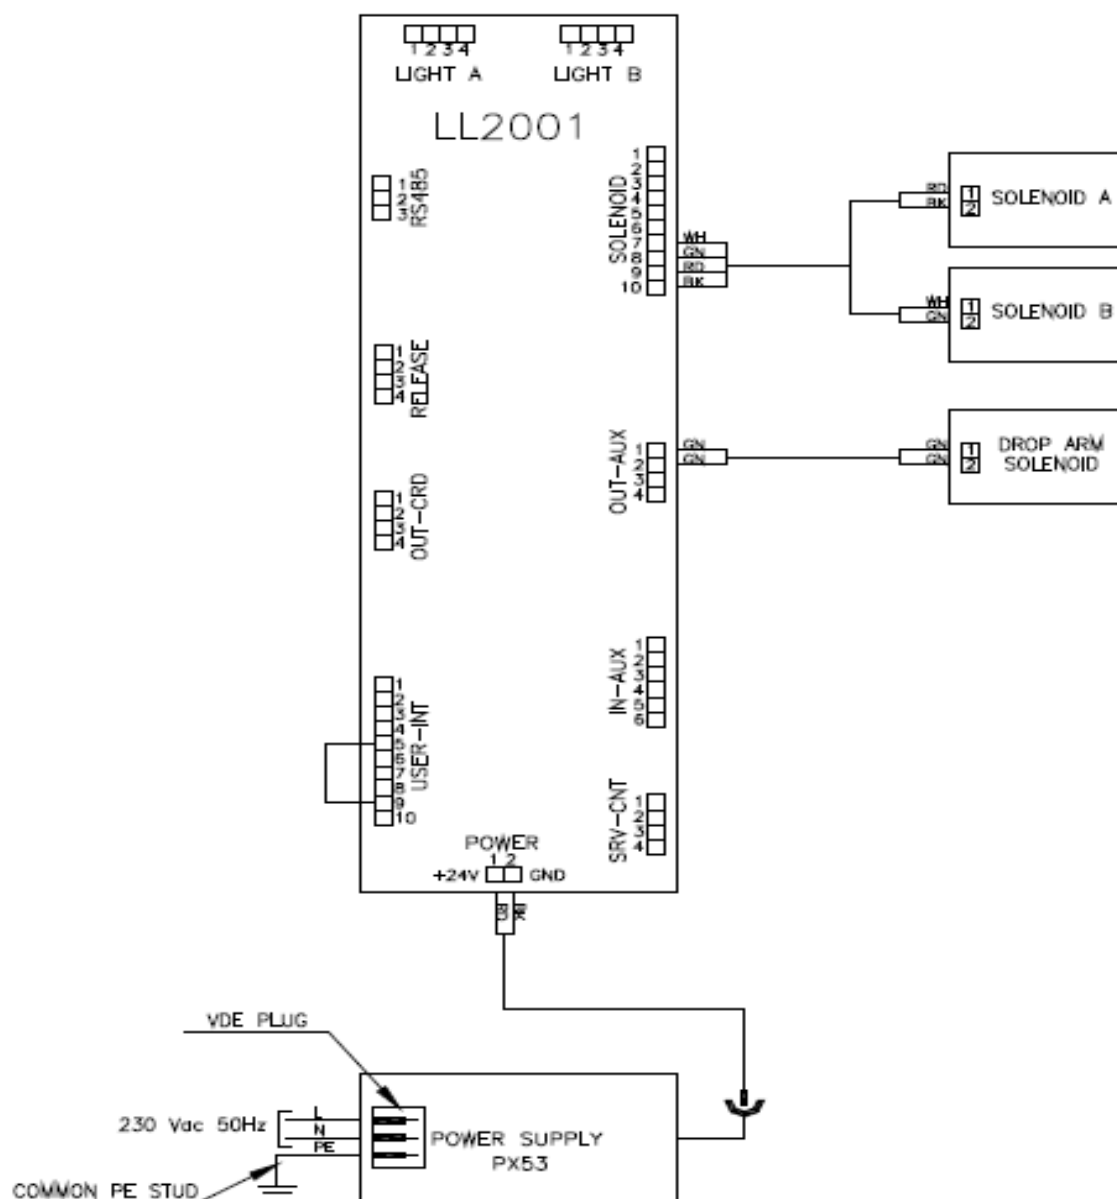 1 2 3 4
LIGHT A
1 2 3 4
LIGHT B
LL2001
1
2
3
RS485
1
2
3
4
5
6
7
8
9
10
SOLENOID
WH
GN
RD
BK
RD
BK
1
2
SOLENOID A
WH
GN
1
2
SOLENOID B
1
2
3
4
RELEASE
1
2
3
4
OUT-AUX
GN
GN
GN
GN
1
2
DROP ARM
SOLENOID
1
2
3
4
OUT-CRD
1
2
3
4
5
6
IN-AUX
1
2
3
4
5
6
7
8
9
10
USER-INT
1
2
3
4
SRV-CNT
POWER
1 2
+24V
GND
RD
BK
VDE PLUG
230 Vac 50Hz
L
N
PE
POWER SUPPLY
PX53
COMMON PE STUD